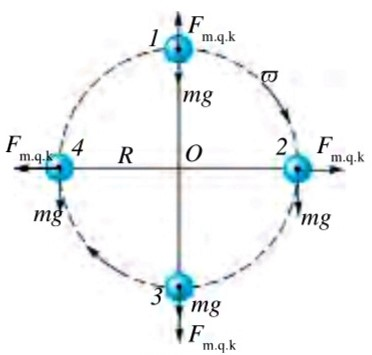 1 F m.q.k
mg
ϖ
F m.q.k 4 R O 2 F m.q.k
mg mg
3 mg
F m.q.k